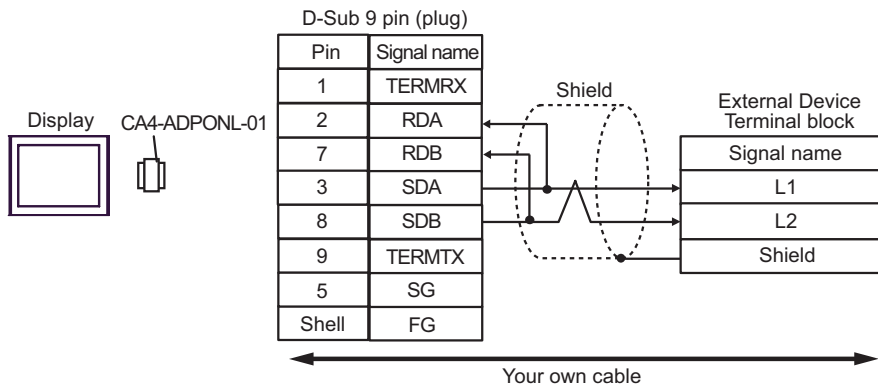 D-Sub 9 pin (plug)
Pin Signal name
1 TERMRX
2 RDA
7 RDB
3 SDA
8 SDB
9 TERMTX
5 SG
Shell FG
Display
CA4-ADPONL-01
Shield
External Device
Terminal block
Signal name
L1
L2
Shield
Your own cable